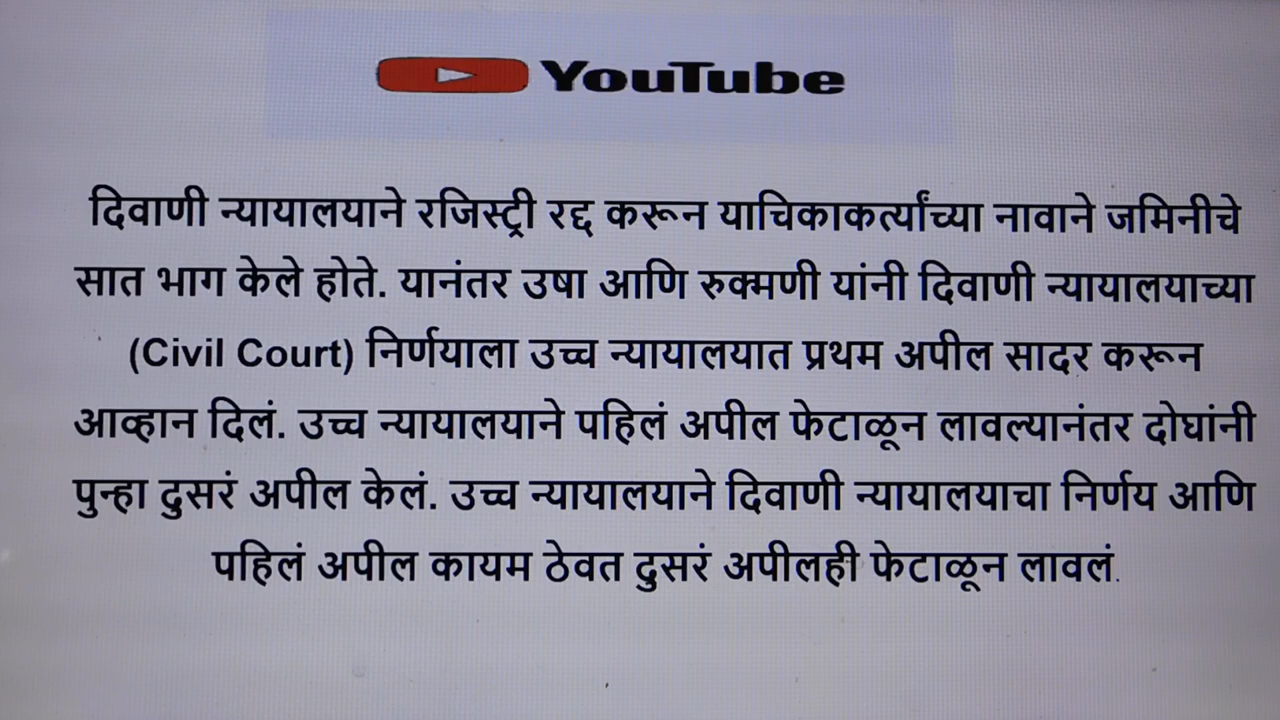 YouTube
दिवाणी न्यायालयाने रजिस्ट्री रद्द करून याचिकाकर्त्यांच्या नावाने जमिनीचे
सात भाग केले होते. यानंतर उषा आणि रुक्मणी यांनी दिवाणी न्यायालयाच्या
(Civil Court) निर्णयाला उच्च न्यायालयात प्रथम अपील सादर करून
आव्हान दिलं. उच्च न्यायालयाने पहिलं अपील फेटाळून लावल्यानंतर दोघांनी
पुन्हा दुसरं अपील केलं. उच्च न्यायालयाने दिवाणी न्यायालयाचा निर्णय आणि
पहिलं अपील कायम ठेवत दुसरं अपीलही फेटाळून लावलं.